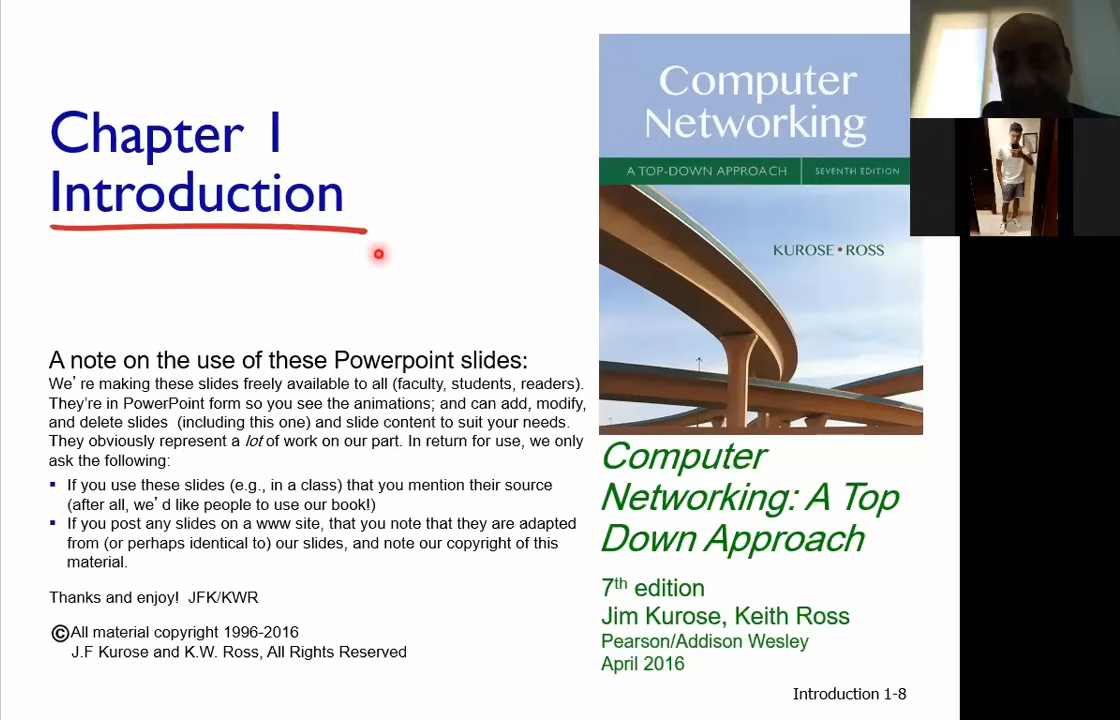 Chapter 1
Introduction
A note on the use of these Powerpoint slides:
We’re making these slides freely available to all (faculty, students, readers).
They’re in PowerPoint form so you see the animations; and can add, modify,
and delete slides (including this one) and slide content to suit your needs.
They obviously represent a lot of work on our part. In return for use, we only
ask the following:
▪ If you use these slides (e.g., in a class) that you mention their source
(after all, we’d like people to use our book!)
▪ If you post any slides on a www site, that you note that they are adapted
from (or perhaps identical to) our slides, and note our copyright of this
material.
Thanks and enjoy! JFK/KWR
©All material copyright 1996-2016
J.F Kurose and K.W. Ross, All Rights Reserved
Computer
Networking
A TOP-DOWN APPROACH SEVENTH EDITION
KUROSE • ROSS
Computer
Networking: A Top
Down Approach
7th edition
Jim Kurose, Keith Ross
Pearson/Addison Wesley
April 2016
Introduction 1-8